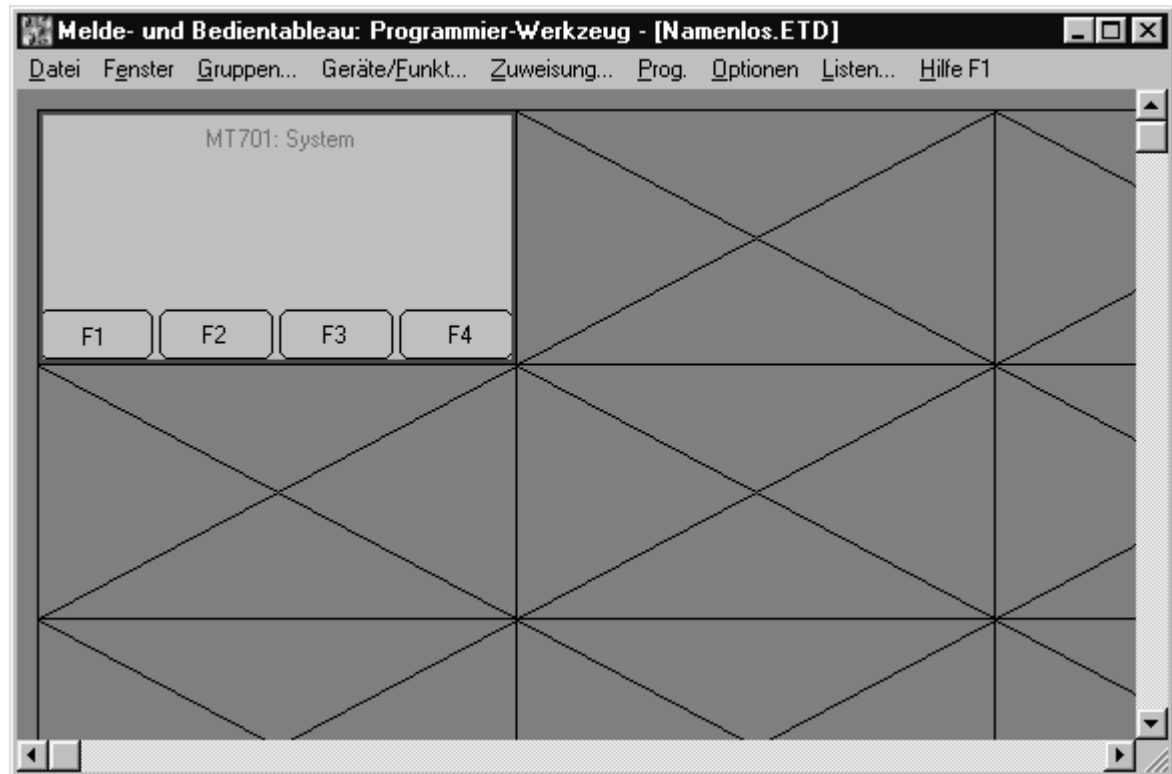 Melde- und Bedientableau: Programmier-Werkzeug - [Namenlos.ETD]
Datei Fenster Gruppen... Geräte/Funkt... Zuweisung... Prog. Optionen Listen... Hilfe F1
MT701: System
F1 F2 F3 F4